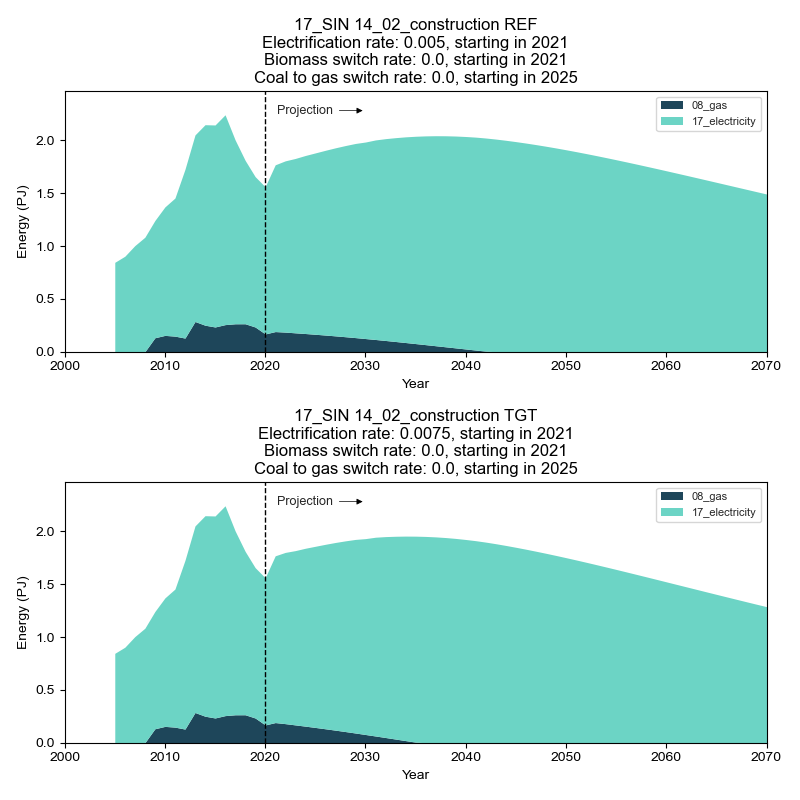 17_SIN 14_02_construction REF
Electrification rate: 0.005, starting in 2021
Biomass switch rate: 0.0, starting in 2021
Coal to gas switch rate: 0.0, starting in 2025
Projection
08_gas
17_electricity
2.0
1.5
1.0
0.5
0.0
Energy (PJ)
2000 2010 2020 2030 2040 2050 2060 2070
Year
17_SIN 14_02_construction TGT
Electrification rate: 0.0075, starting in 2021
Biomass switch rate: 0.0, starting in 2021
Coal to gas switch rate: 0.0, starting in 2025
Projection
08_gas
17_electricity
2.0
1.5
1.0
0.5
0.0
Energy (PJ)
2000 2010 2020 2030 2040 2050 2060 2070
Year